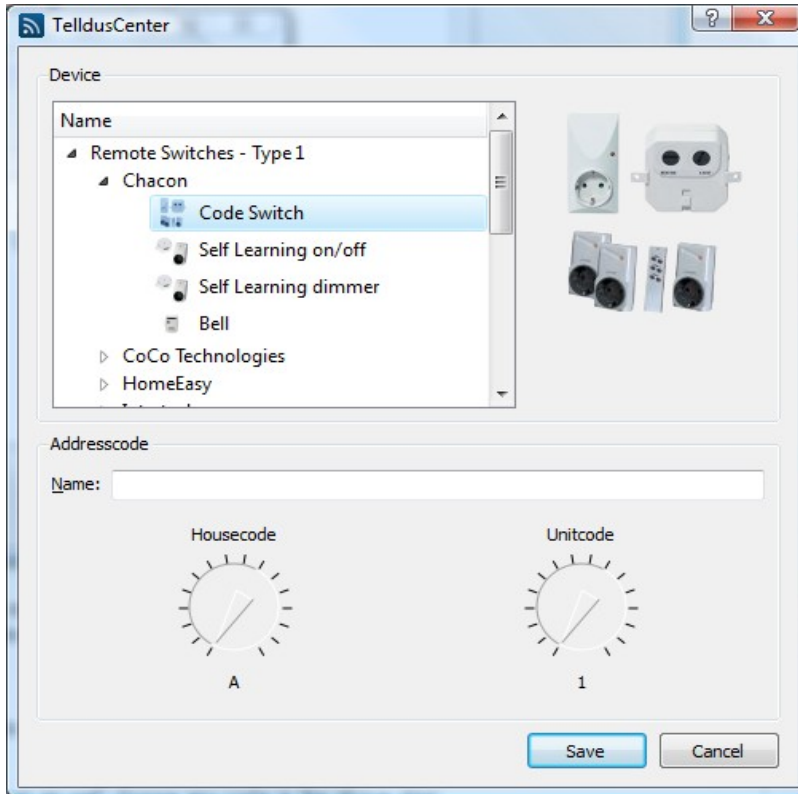 TelldusCenter
Device
Name
Remote Switches - Type 1
Chacon
Code Switch
Self Learning on/off
Self Learning dimmer
Bell
CoCo Technologies
HomeEasy
Addresscode
Name:
Housecode Unitcode
A 1
Save Cancel